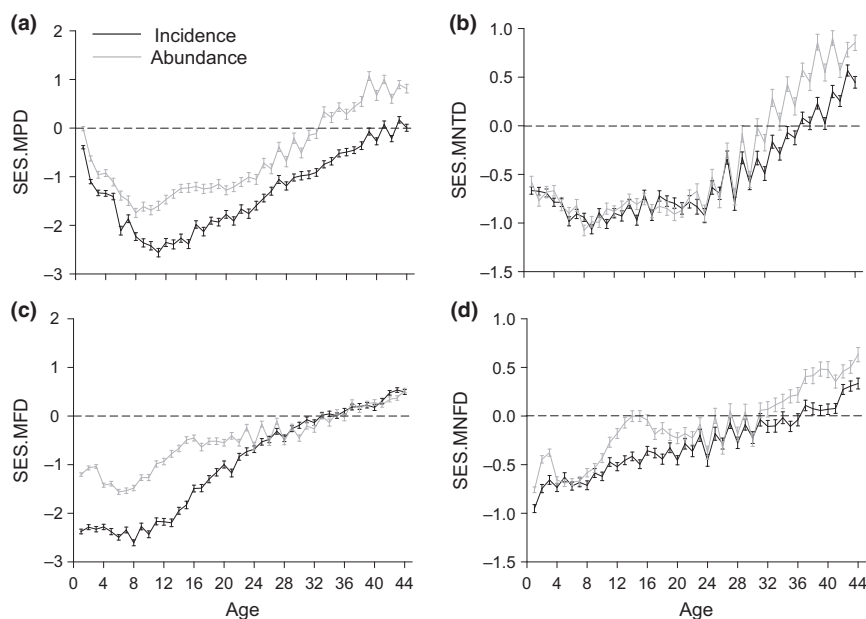 (a)
Incidence
Abundance
SES.MPD
2
1
0
–1
–2
–3
(b)
SES.MNTD
1.0
0.5
0.0
–0.5
–1.0
–1.5
(c)
SES.MFD
2
1
0
–1
–2
–3
0 4 8 12 16 20 24 28 32 36 40 44
Age
(d)
SES.MNFD
1.0
0.5
0.0
–0.5
–1.0
–1.5
0 4 8 12 16 20 24 28 32 36 40 44
Age